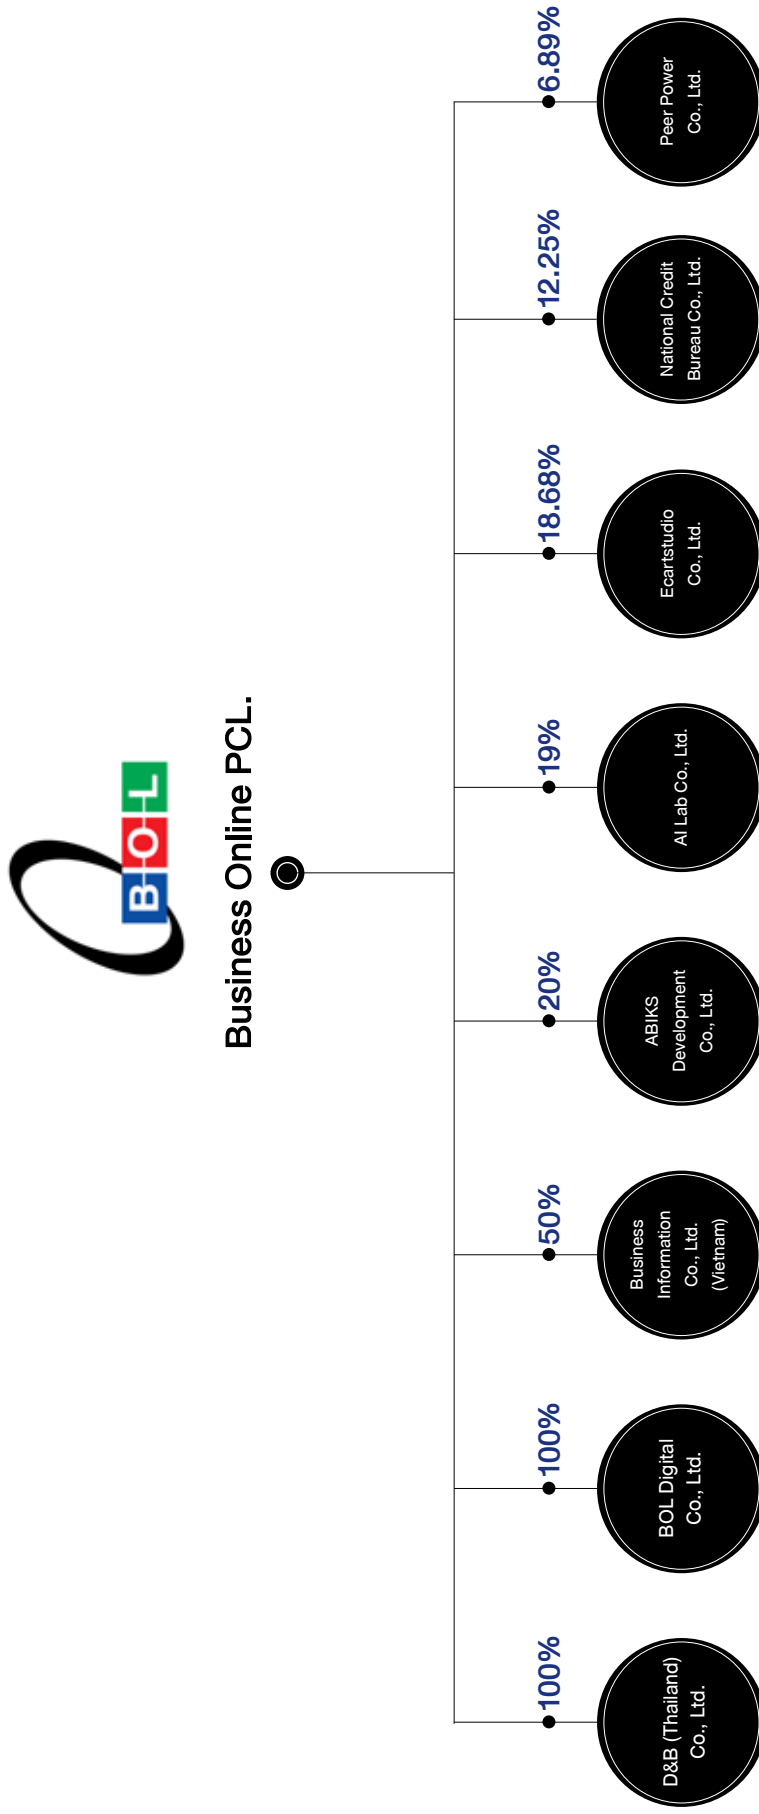 BOL
Business Online PCL.
100%
100%
50%
20%
19%
18.68%
12.25%
6.89%
D&B (Thailand)
Co., Ltd.
BOL Digital
Co., Ltd.
Business
Information
Co., Ltd.
(Vietnam)
ABIKS
Development
Co., Ltd.
AI Lab Co., Ltd.
Ecartstudio
Co., Ltd.
National Credit
Bureau Co., Ltd.
Peer Power
Co., Ltd.